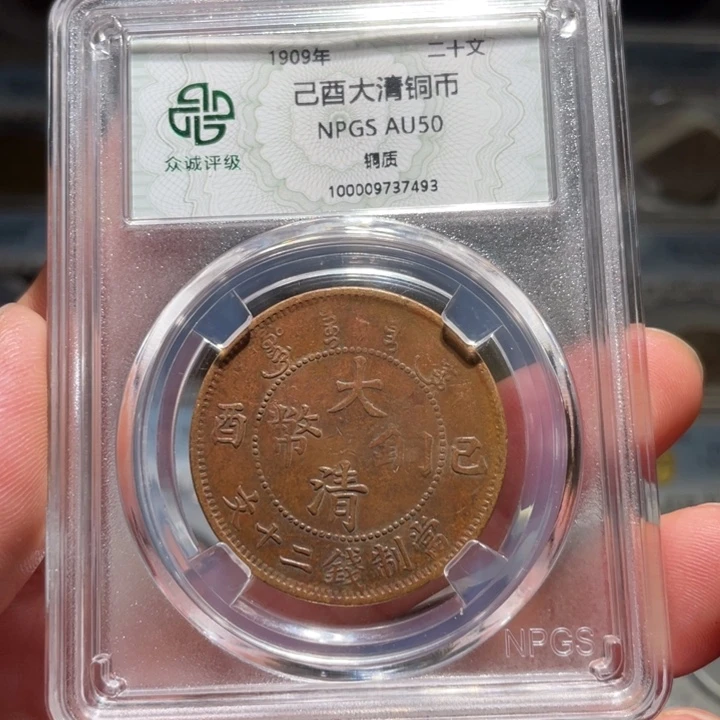 1909年 二十文
己酉大清铜币
NPGS AU50
铜质
100009737493
众诚评级
大清銅幣
己酉
當制錢二十文
NPGS